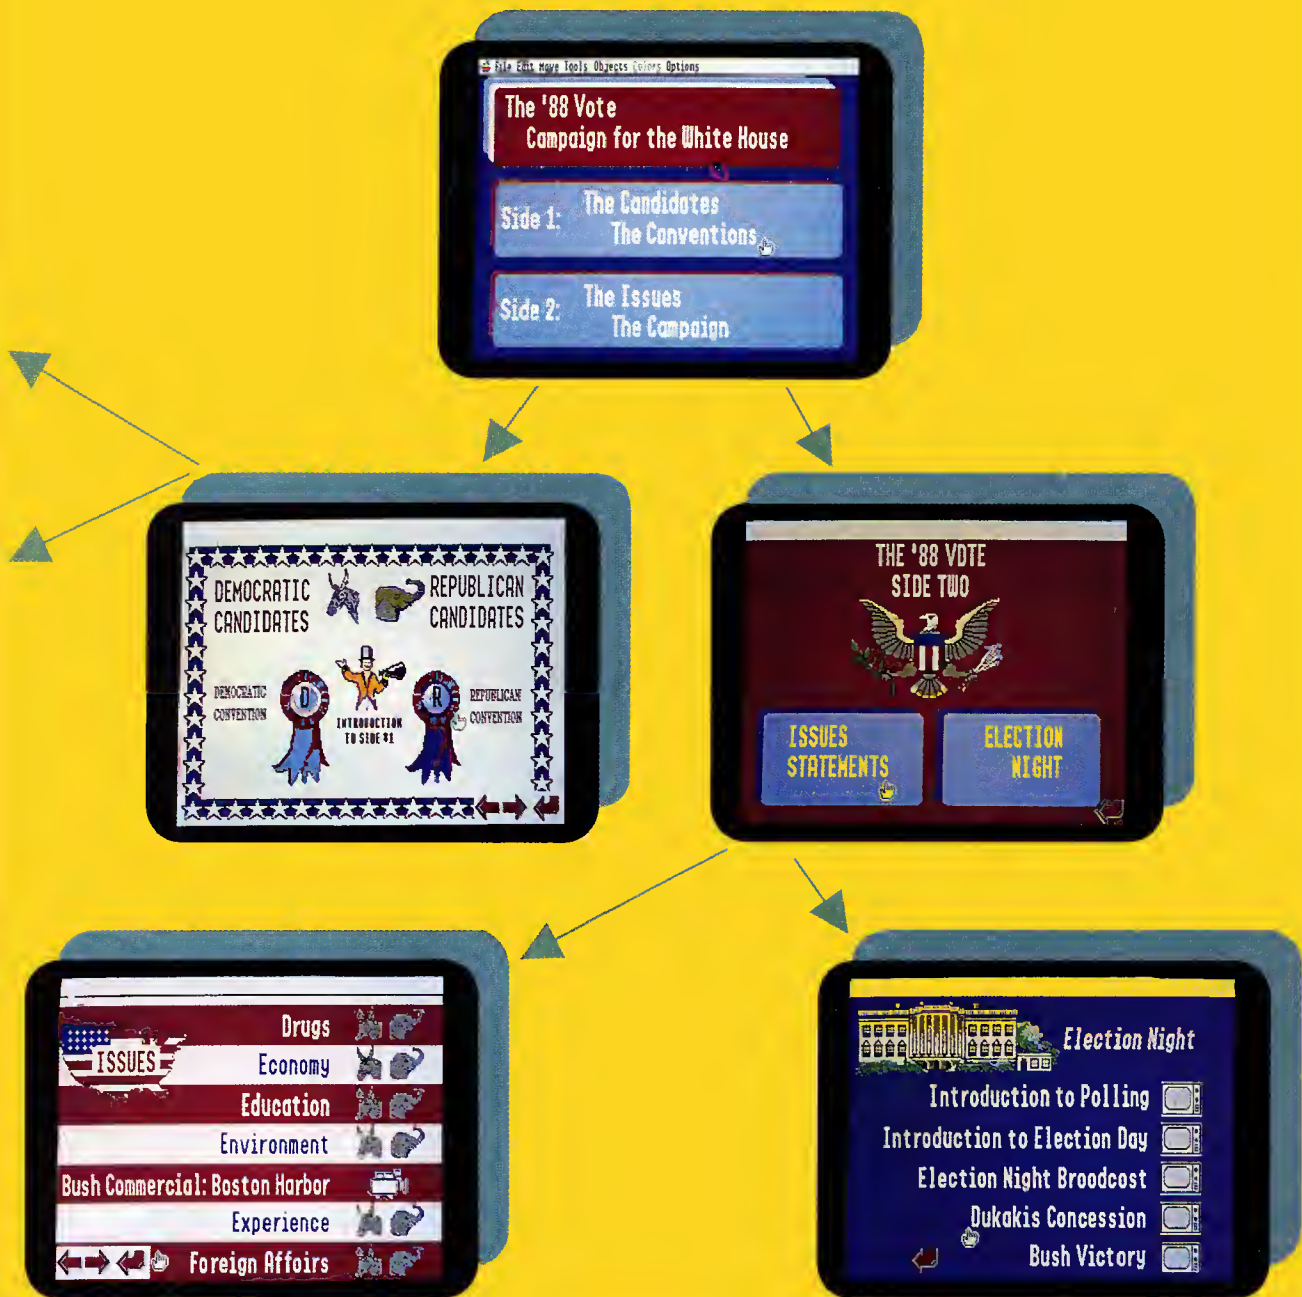 File Edit Move Tools Objects Colors Options
The '88 Vote
Campaign for the White House
Side 1:
The Candidates
The Conventions
Side 2:
The Issues
The Campaign
DEMOCRATIC
CANDIDATES
REPUBLICAN
CANDIDATES
DEMOCRATIC
CONVENTION
D
R
REPUBLICAN
CONVENTION
INTRODUCTION
TO SIDE #1
THE '88 VOTE
SIDE TWO
ISSUES
STATEMENTS
ELECTION
NIGHT
ISSUES
Drugs
Economy
Education
Environment
Bush Commercial: Boston Harbor
Experience
Foreign Affairs
Election Night
Introduction to Polling
Introduction to Election Day
Election Night Broadcast
Dukakis Concession
Bush Victory